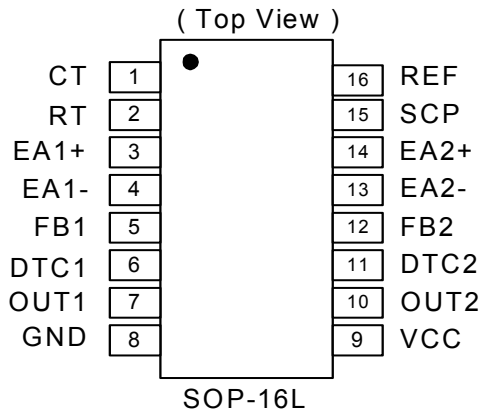 ( Top View )
CT 1 16 REF
RT 2 15 SCP
EA1+ 3 14 EA2+
EA1- 4 13 EA2-
FB1 5 12 FB2
DTC1 6 11 DTC2
OUT1 7 10 OUT2
GND 8 9 VCC
SOP-16L